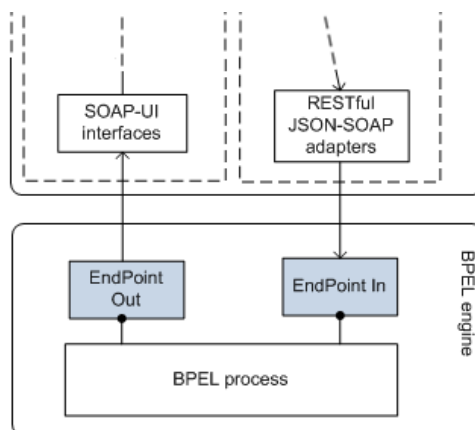 SOAP-UI
interfaces
RESTful
JSON-SOAP
adapters
EndPoint
Out
EndPoint In
BPEL engine
BPEL process